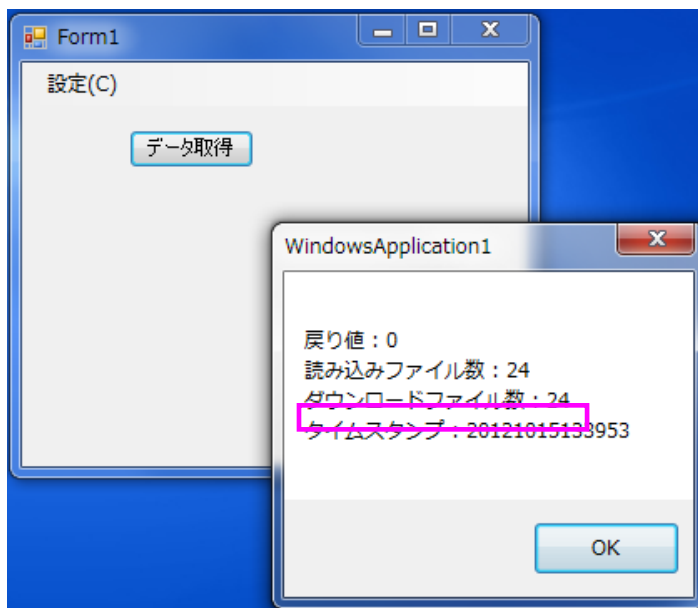 Form1
設定(C)
データ取得
WindowsApplication1
戻り値：0
読み込みファイル数：24
ダウンロードファイル数：24
タイムスタンプ：20121015133953
OK